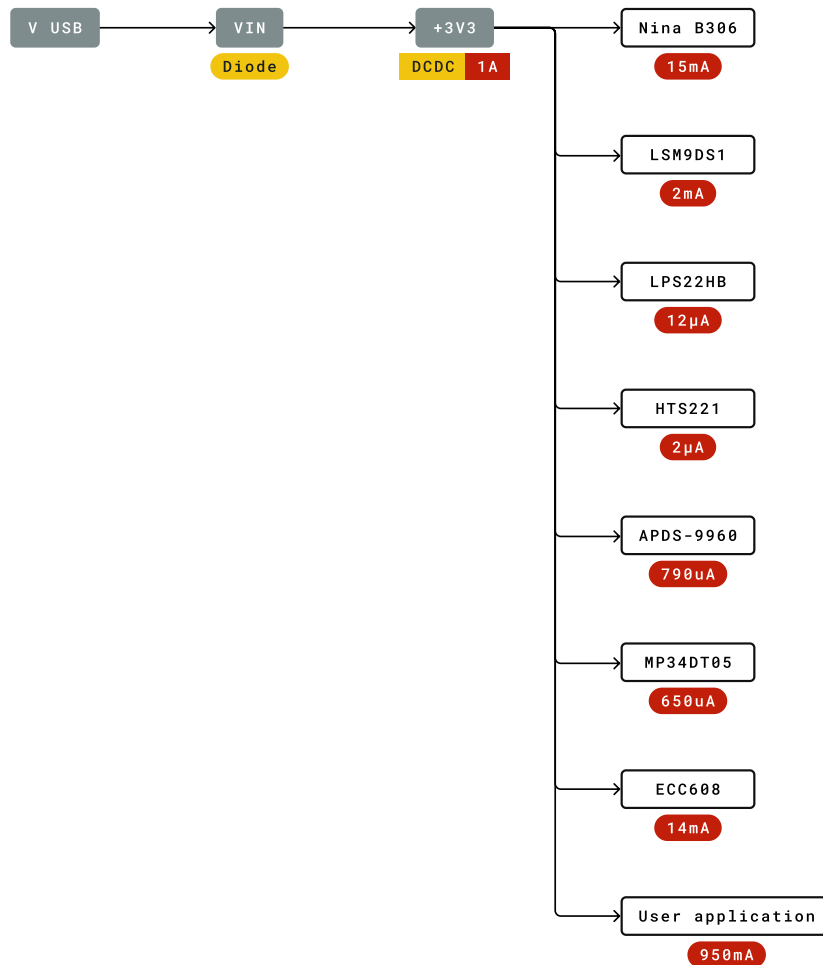 V USB
VIN
+3V3
Nina B306
Diode
DCDC
1A
15mA
LSM9DS1
2mA
LPS22HB
12µA
HTS221
2µA
APDS-9960
790uA
MP34DT05
650uA
ECC608
14mA
User application
950mA